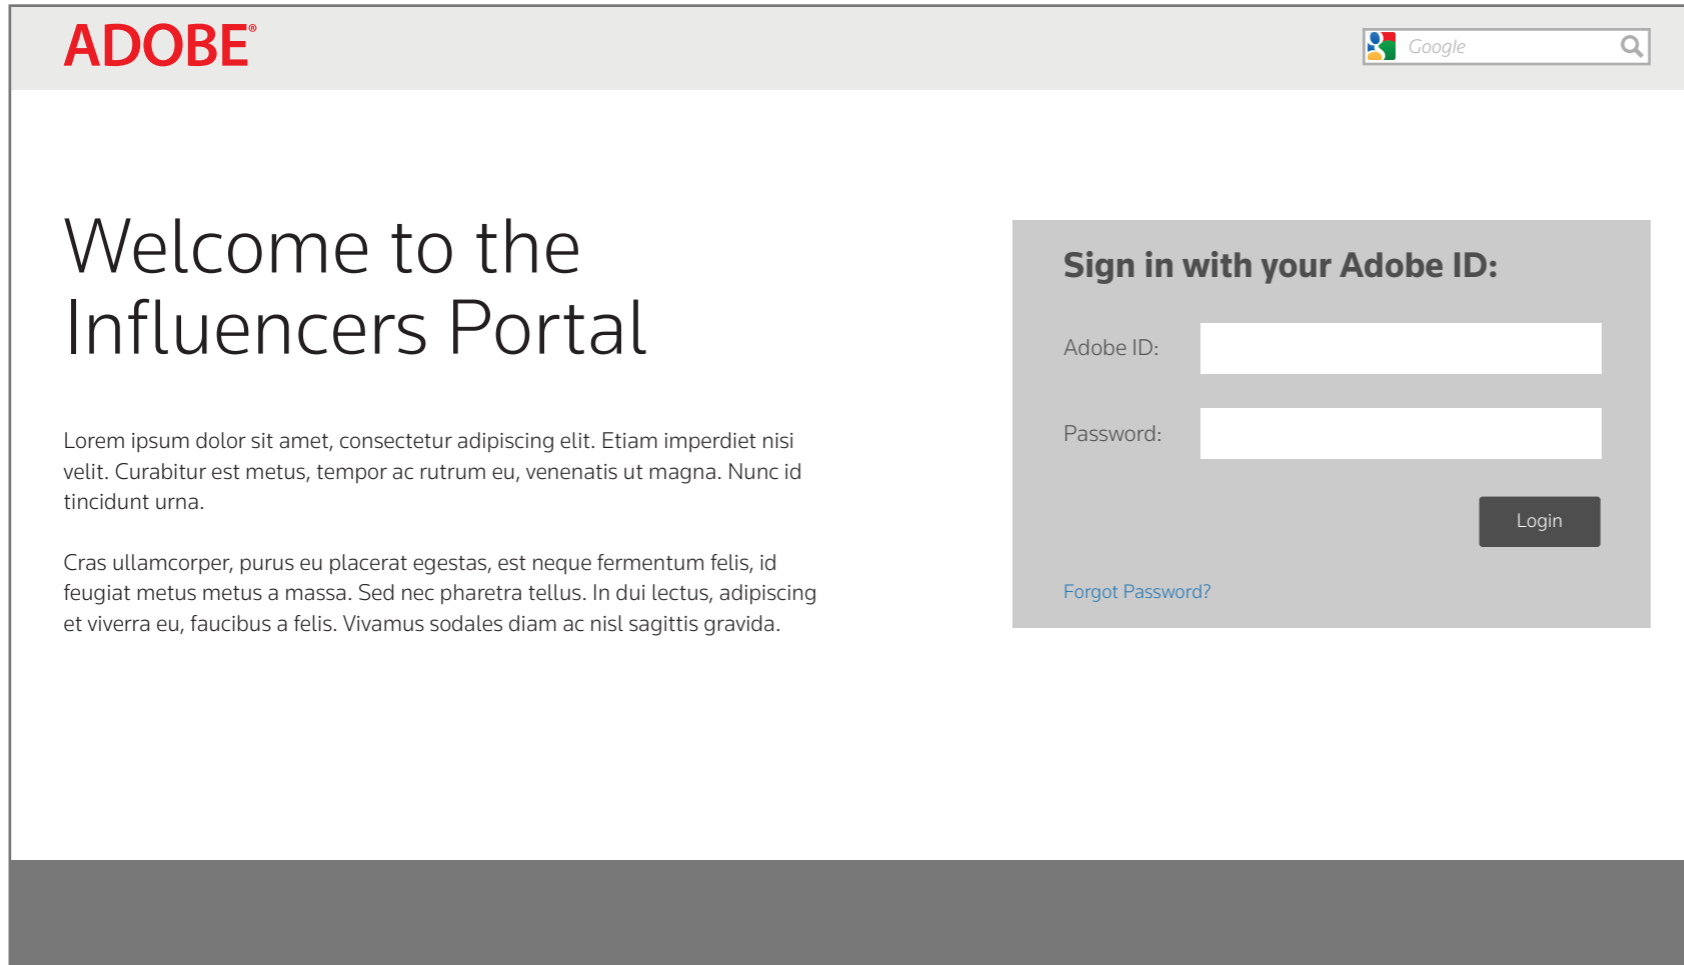 ADOBE®
Google
Welcome to the
Influencers Portal
Lorem ipsum dolor sit amet, consectetur adipiscing elit. Etiam imperdiet nisi
velit. Curabitur est metus, tempor ac rutrum eu, venenatis ut magna. Nunc id
tincidunt urna.
Cras ullamcorper, purus eu placerat egestas, est neque fermentum felis, id
feugiat metus metus a massa. Sed nec pharetra tellus. In dui lectus, adipiscing
et viverra eu, faucibus a felis. Vivamus sodales diam ac nisl sagittis gravida.
Sign in with your Adobe ID:
Adobe ID:
Password:
Login
Forgot Password?